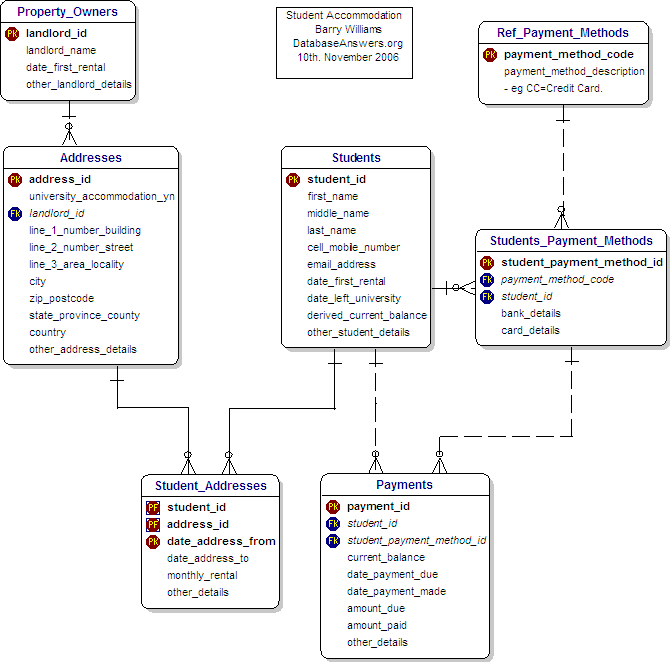 Property_Owners
PK landlord_id
landlord_name
date_first_rental
other_landlord_details
Student Accommodation
Barry Williams
DatabaseAnswers.org
10th. November 2006
Ref_Payment_Methods
PK payment_method_code
payment_method_description
- eg CC=Credit Card.
Addresses
PK address_id
university_accommodation_yn
FK landlord_id
line_1_number_building
line_2_number_street
line_3_area_locality
city
zip_postcode
state_province_county
country
other_address_details
Students
PK student_id
first_name
middle_name
last_name
cell_mobile_number
email_address
date_first_rental
date_left_university
derived_current_balance
other_student_details
Students_Payment_Methods
PK student_payment_method_id
FK payment_method_code
FK student_id
bank_details
card_details
Student_Addresses
PF student_id
PF address_id
PK date_address_from
date_address_to
monthly_rental
other_details
Payments
PK payment_id
FK student_id
FK student_payment_method_id
current_balance
date_payment_due
date_payment_made
amount_due
amount_paid
other_details